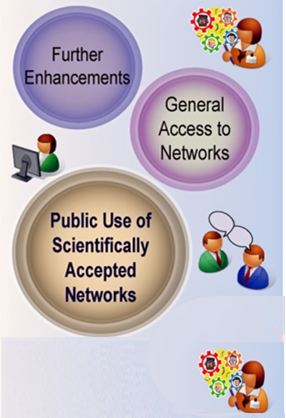 Further
Enhancements
General
Access to
Networks
Public Use of
Scientifically
Accepted
Networks